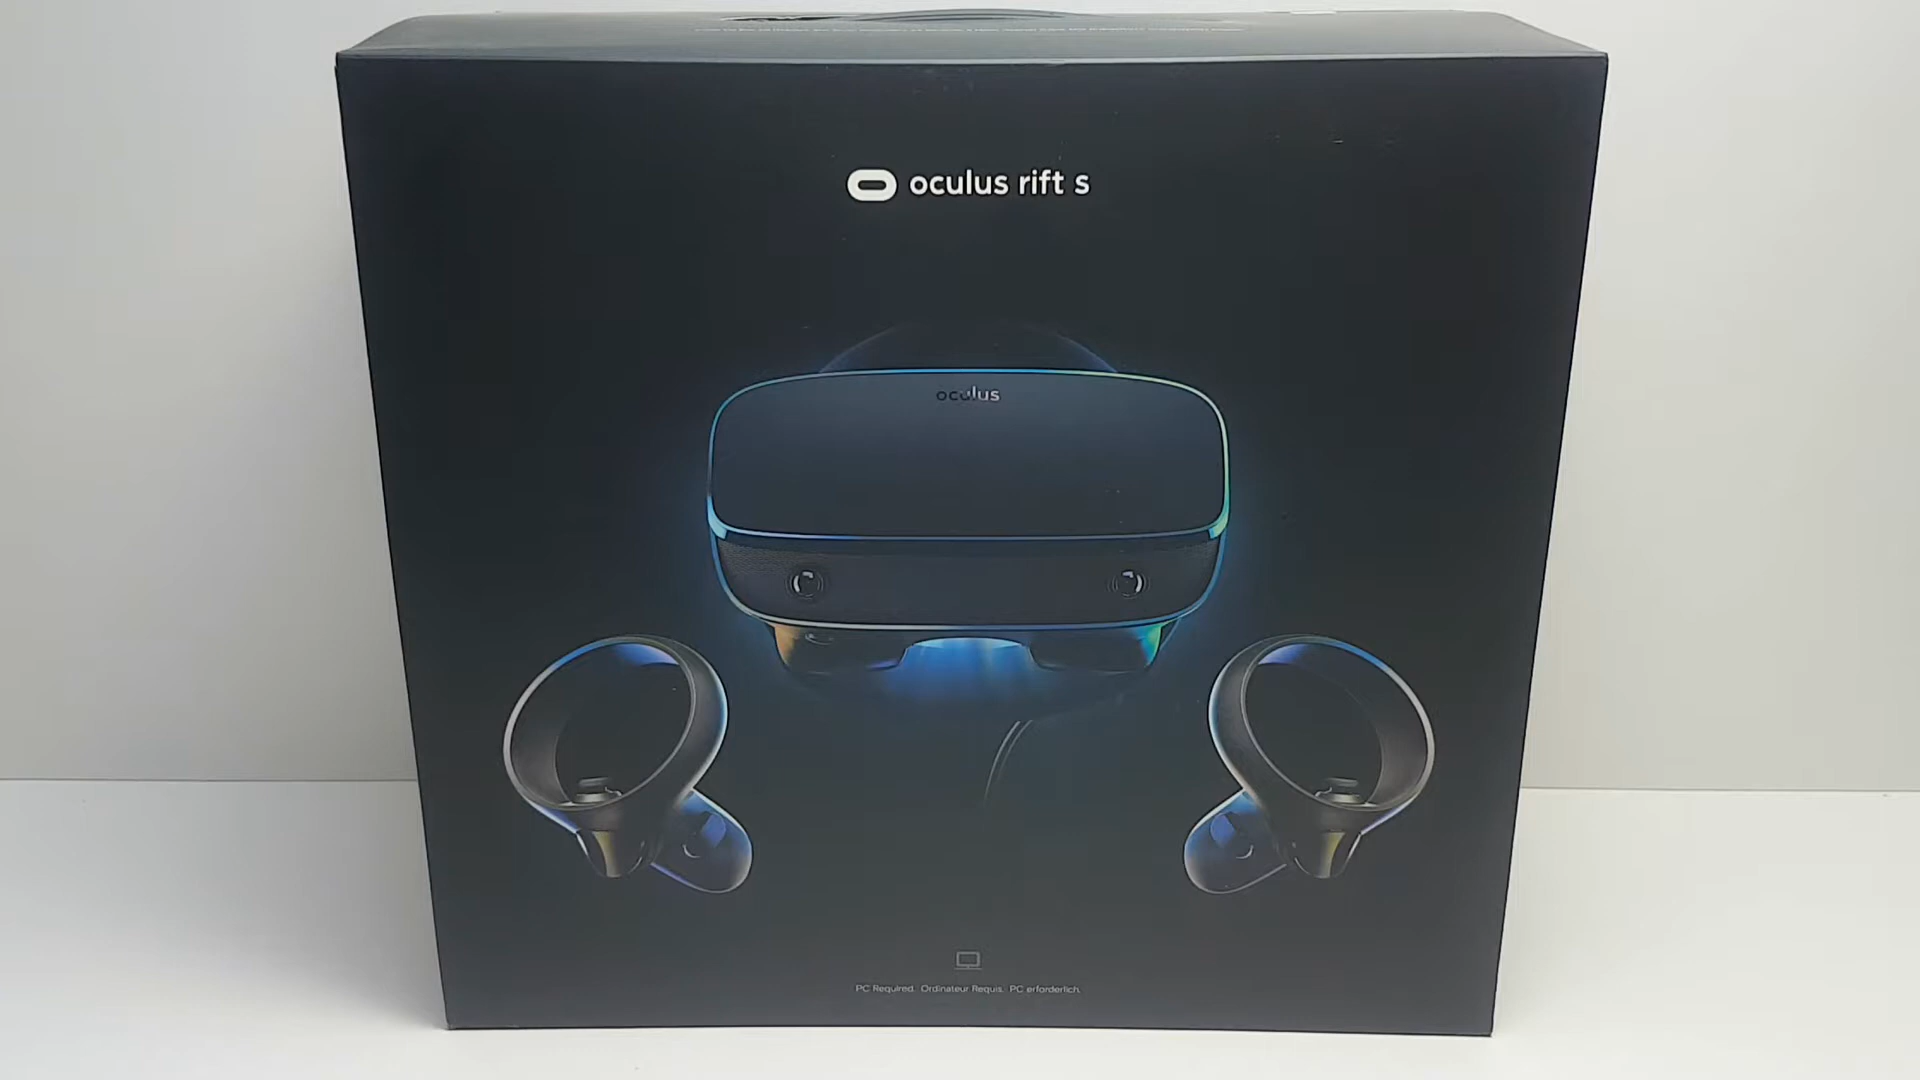 oculus rift s
oculus
PC Required. Ordinateur Requis. PC erforderlich.